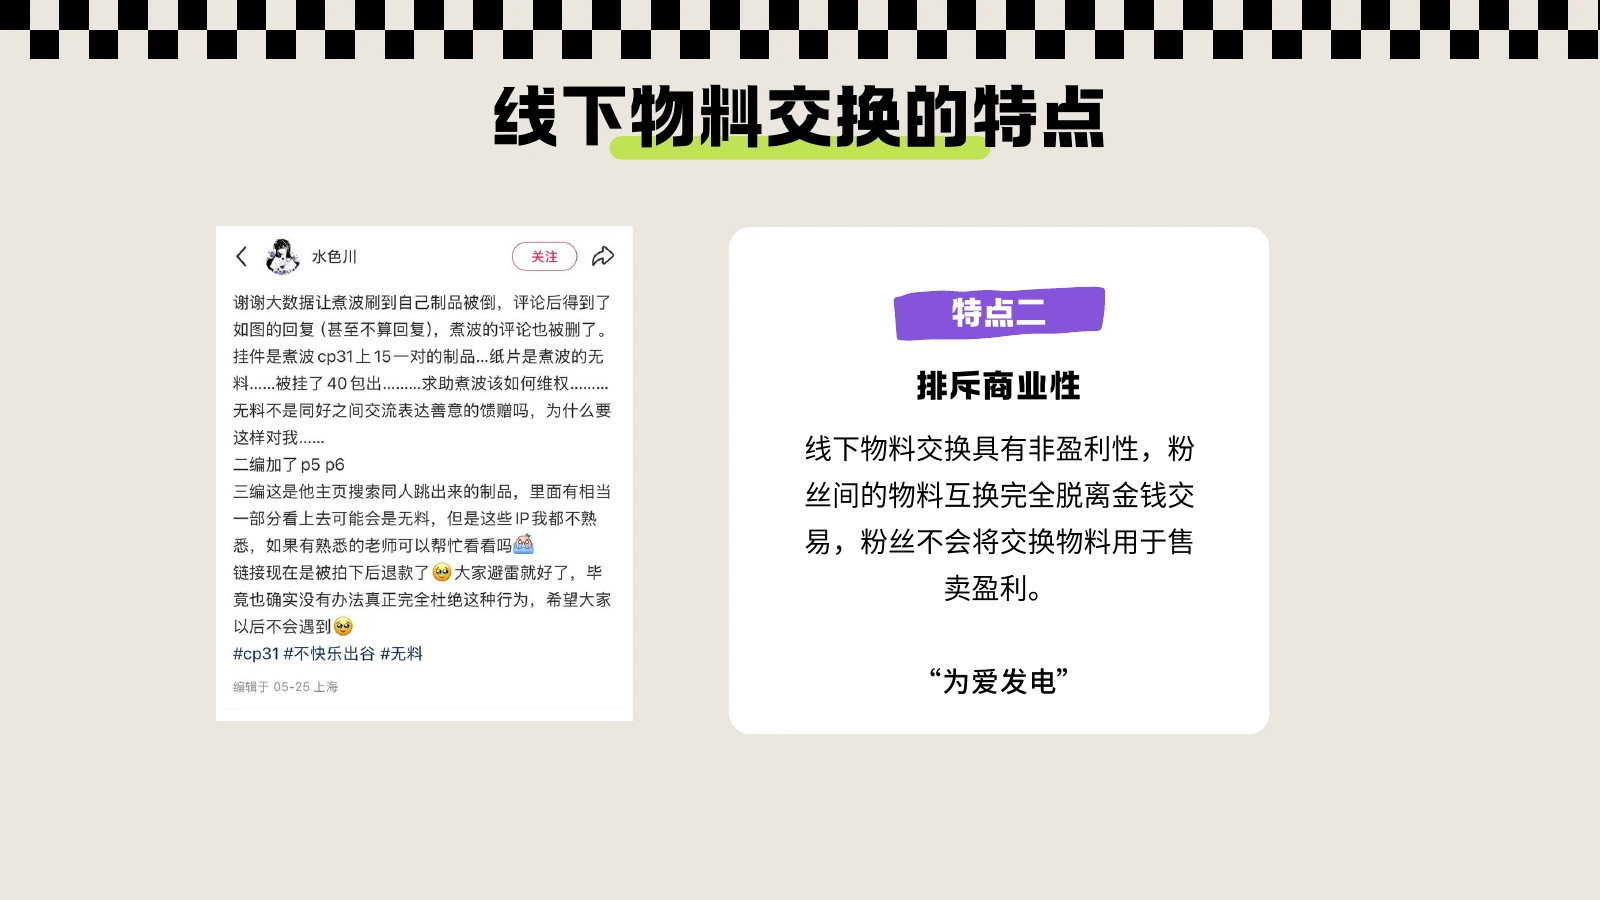 线下物料交换的特点
水色川
关注
谢谢大数据让煮波刷到自己制品被倒，评论后得到了
如图的回复（甚至不算回复），煮波的评论也被删了。
挂件是煮波cp31上15一对的制品...纸片是煮波的无
料......被挂了40包出.........求助煮波该如何维权.........
无料不是同好之间交流表达善意的馈赠吗，为什么要
这样对我......
二编加了p5 p6
三编这是他主页搜索同人跳出来的制品，里面有相当
一部分看上去可能会是无料，但是这些IP我都不熟
悉，如果有熟悉的老师可以帮忙看看吗
链接现在是被拍下后退款了🥹大家避雷就好了，毕
竟也确实没有办法真正完全杜绝这种行为，希望大家
以后不会遇到🥹
#cp31 #不快乐出谷 #无料
编辑于 05-25 上海
特点二
排斥商业性
线下物料交换具有非盈利性，粉
丝间的物料互换完全脱离金钱交
易，粉丝不会将交换物料用于售
卖盈利。
“为爱发电”